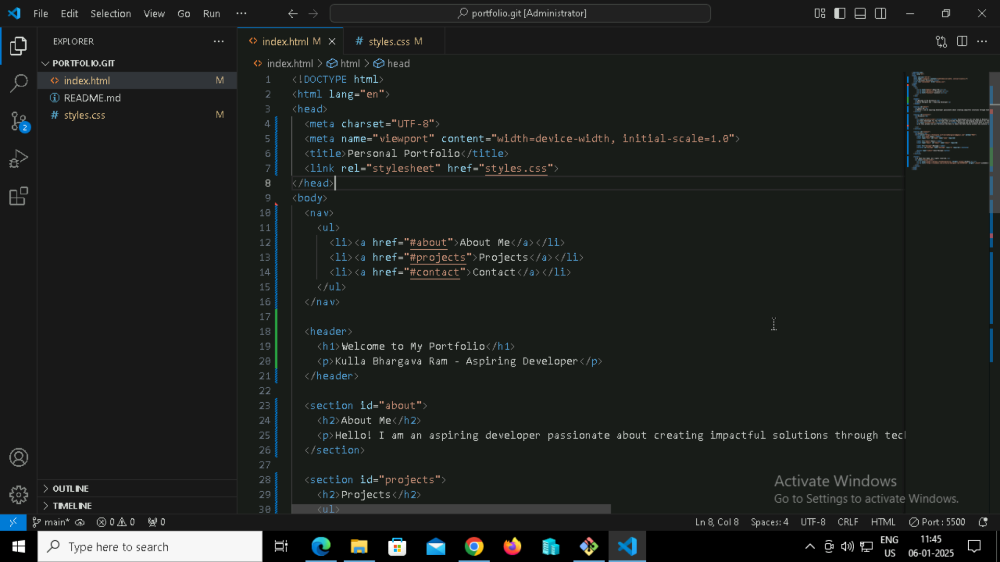 File Edit Selection View Go Run ··· portfolio.git [Administrator]
EXPLORER ···
PORTFOLIO.GIT
index.html M
README.md
styles.css M
2
index.html M
styles.css M
index.html > html > head
1 <!DOCTYPE html>
2 <html lang="en">
3 <head>
4 <meta charset="UTF-8">
5 <meta name="viewport" content="width=device-width, initial-scale=1.0">
6 <title>Personal Portfolio</title>
7 <link rel="stylesheet" href="styles.css">
8 </head>
9 <body>
10 <nav>
11 <ul>
12 <li><a href="#about">About Me</a></li>
13 <li><a href="#projects">Projects</a></li>
14 <li><a href="#contact">Contact</a></li>
15 </ul>
16 </nav>
17
18 <header>
19 <h1>Welcome to My Portfolio</h1>
20 <p>Kulla Bhargava Ram - Aspiring Developer</p>
21 </header>
22
23 <section id="about">
24 <h2>About Me</h2>
25 <p>Hello! I am an aspiring developer passionate about creating impactful solutions through tec
26 </section>
27
28 <section id="projects">
29 <h2>Projects</h2>
30 <ul>
OUTLINE
TIMELINE
Activate Windows
Go to Settings to activate Windows.
main* 0 0 0 Ln 8, Col 8 Spaces: 4 UTF-8 CRLF HTML Port : 5500
Type here to search
ENG
US
11:45
06-01-2025